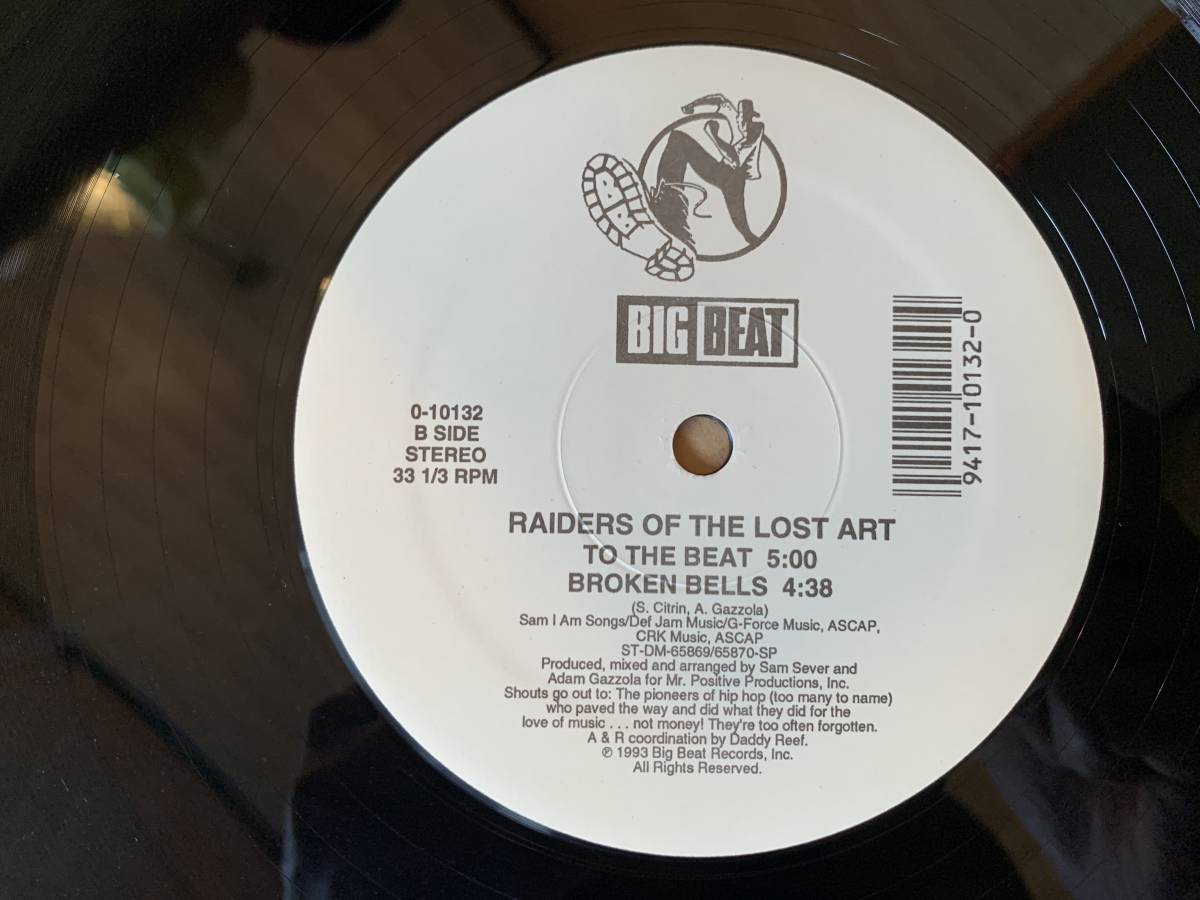 BB
BIG BEAT
9417-10132-0
0-10132
B SIDE
STEREO
33 1/3 RPM
RAIDERS OF THE LOST ART
TO THE BEAT 5:00
BROKEN BELLS 4:38
(S. Citrin, A. Gazzola)
Sam I Am Songs/Def Jam Music/G-Force Music, ASCAP,
CRK Music, ASCAP
ST-DM-65869/65870-SP
Produced, mixed and arranged by Sam Sever and
Adam Gazzola for Mr. Positive Productions, Inc.
Shouts go out to: The pioneers of hip hop (too many to name)
who paved the way and did what they did for the
love of music . . . not money! They're too often forgotten.
A & R coordination by Daddy Reef.
℗ 1993 Big Beat Records, Inc.
All Rights Reserved.